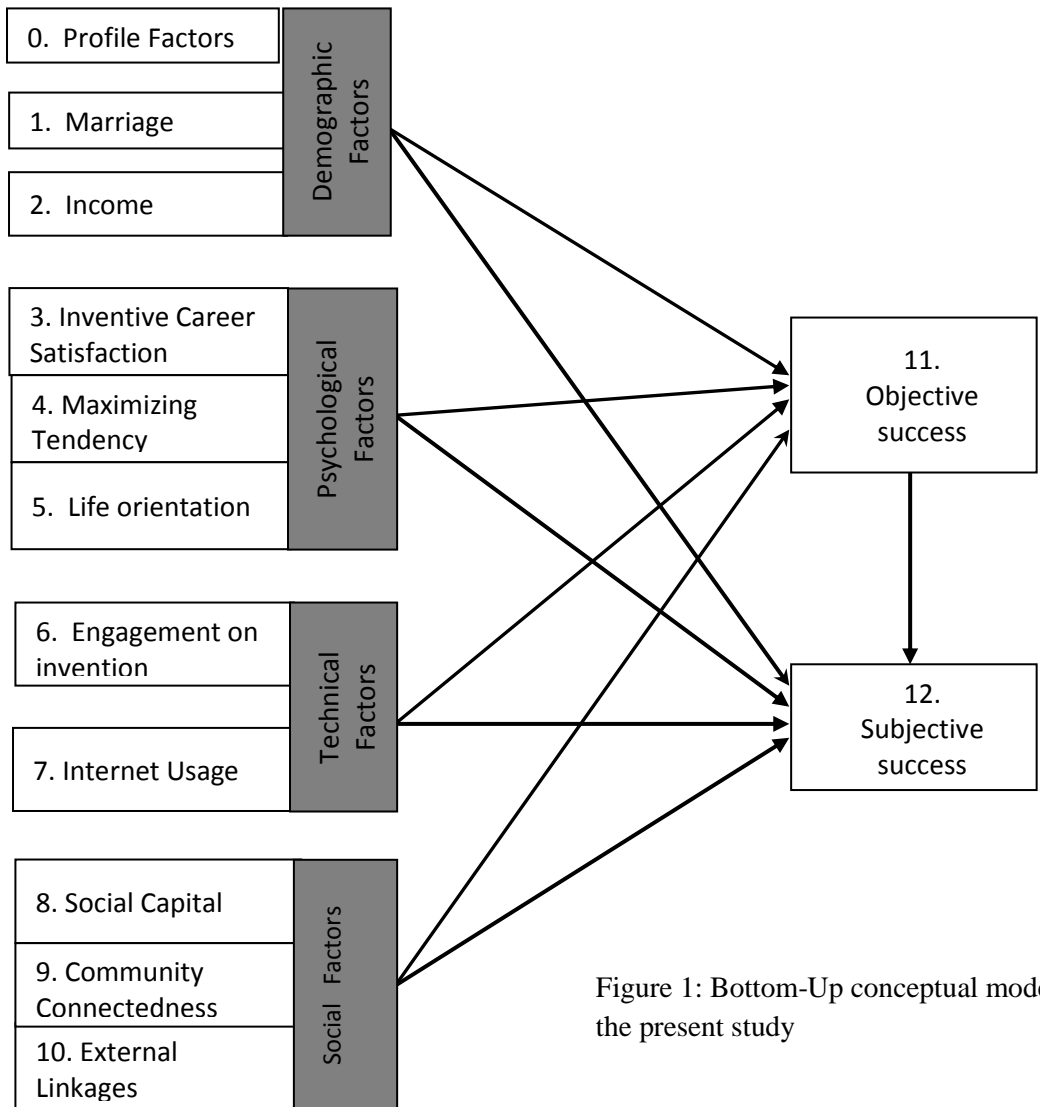 0. Profile Factors
1. Marriage
2. Income
Demographic
Factors
3. Inventive Career
Satisfaction
4. Maximizing
Tendency
5. Life orientation
Psychological
Factors
6. Engagement on
invention
7. Internet Usage
Technical
Factors
8. Social Capital
9. Community
Connectedness
10. External
Linkages
Social Factors
11.
Objective
success
12.
Subjective
success
Figure 1: Bottom-Up conceptual
the present study